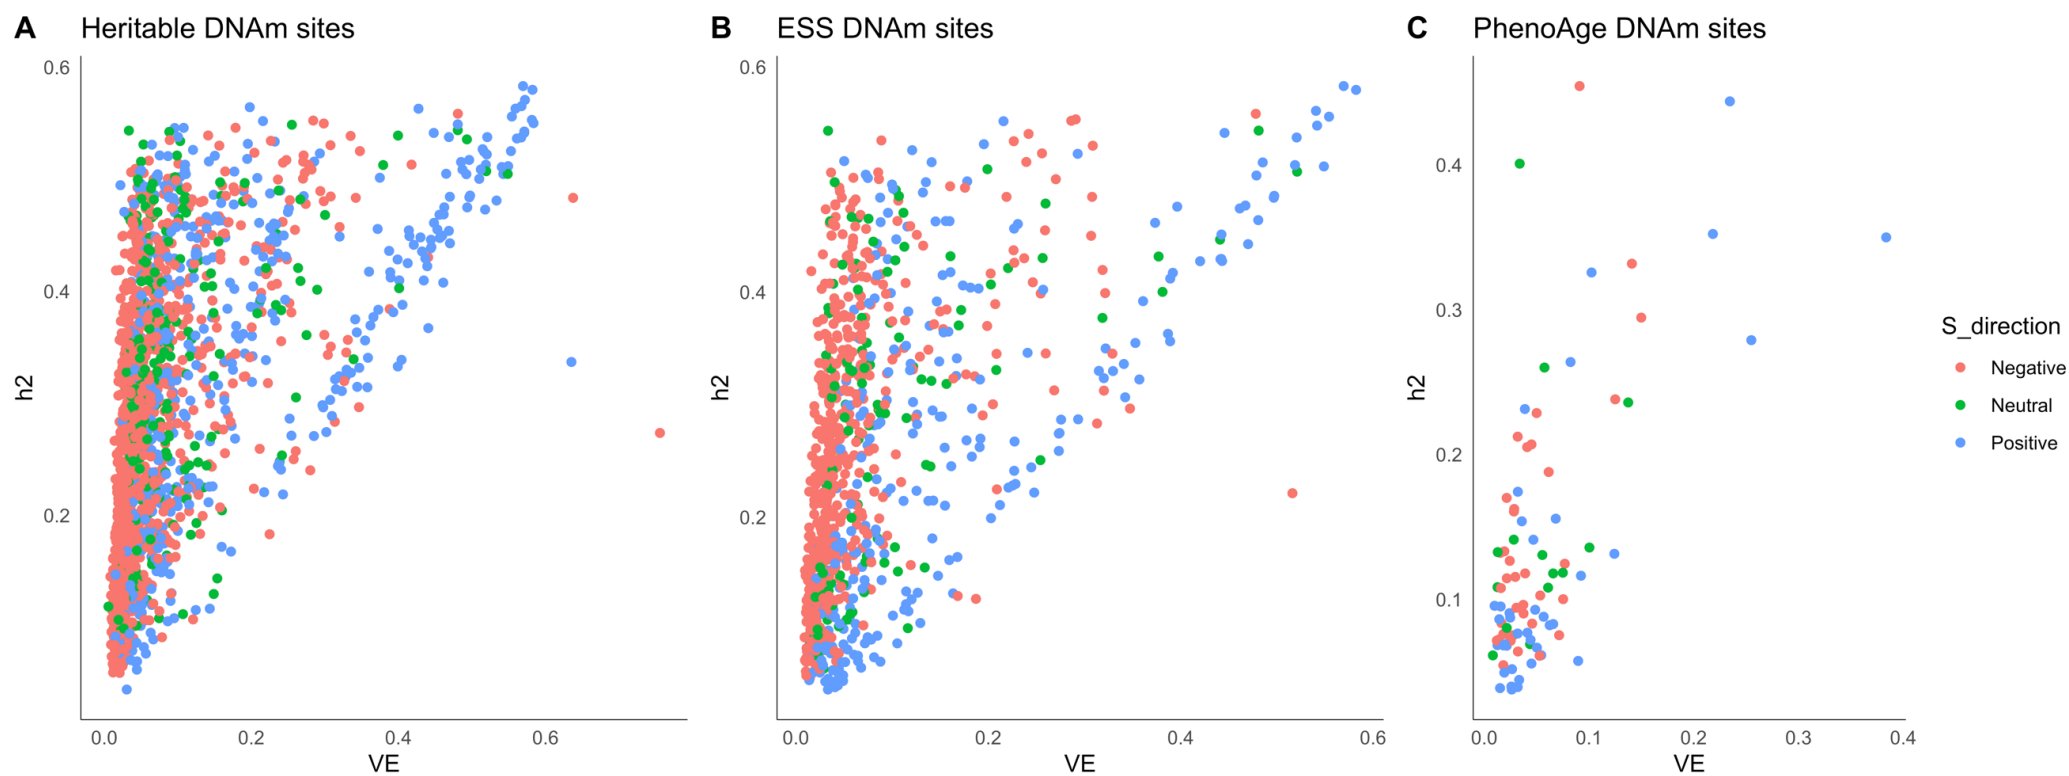 A Heritable DNAm sites
0.6
0.4
0.2
h2
0.0 0.2 0.4 0.6
VE
B ESS DNAm sites
0.6
0.4
0.2
h2
0.0 0.2 0.4 0.6
VE
C PhenoAge DNAm sites
0.4
0.3
0.2
0.1
h2
0.0 0.1 0.2 0.3 0.4
VE
S_direction
Negative
Neutral
Positive